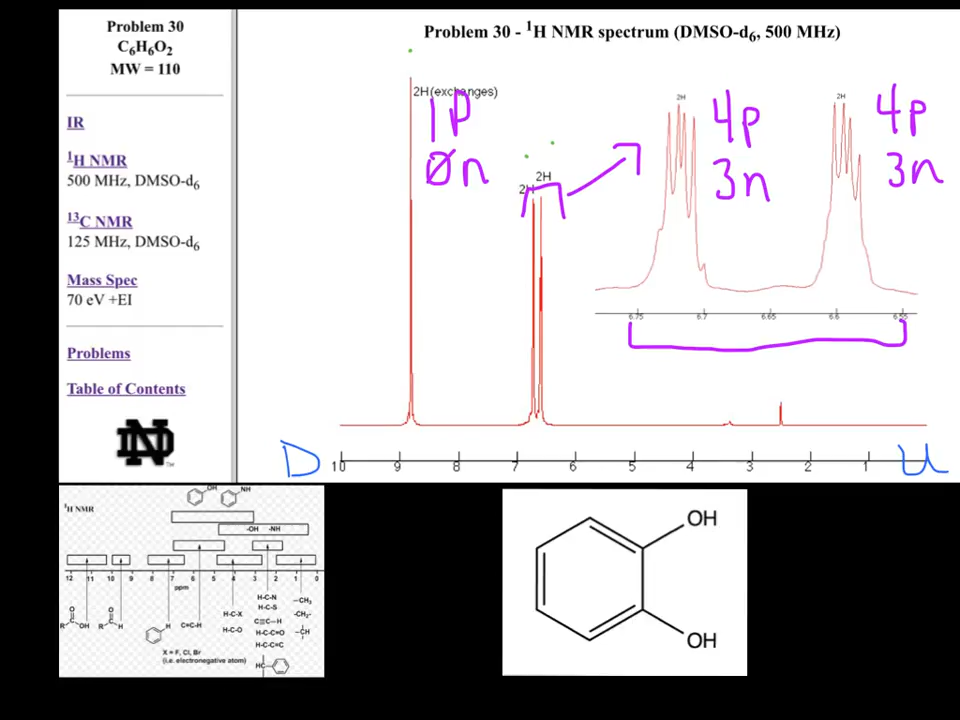 Problem 30
C₆H₆O₂
MW = 110
IR
¹H NMR
500 MHz, DMSO-d₆
¹³C NMR
125 MHz, DMSO-d₆
Mass Spec
70 eV +EI
Problems
Table of Contents
ND
Problem 30 - ¹H NMR spectrum (DMSO-d₆, 500 MHz)
2H(exchanges)
1p
0n
2H
2H
2H
4p
3n
2H
4p
3n
6.75 6.7 6.65 6.6 6.55
D
10 9 8 7 6 5 4 3 2 1
U
¹H NMR
OH
NH
-OH -NH
12 11 10 9 8 7 6 5 4 3 2 1 0
ppm
O
R OH
O
R H
H
C=C-H
H-C-X
H-C-O
H-C-N
H-C-S
C≡C-H
H-C-C=O
H-C-C=C
HC
-CH₃
-CH₂-
-CH
X = F, Cl, Br
(i.e. electronegative atom)
OH
OH